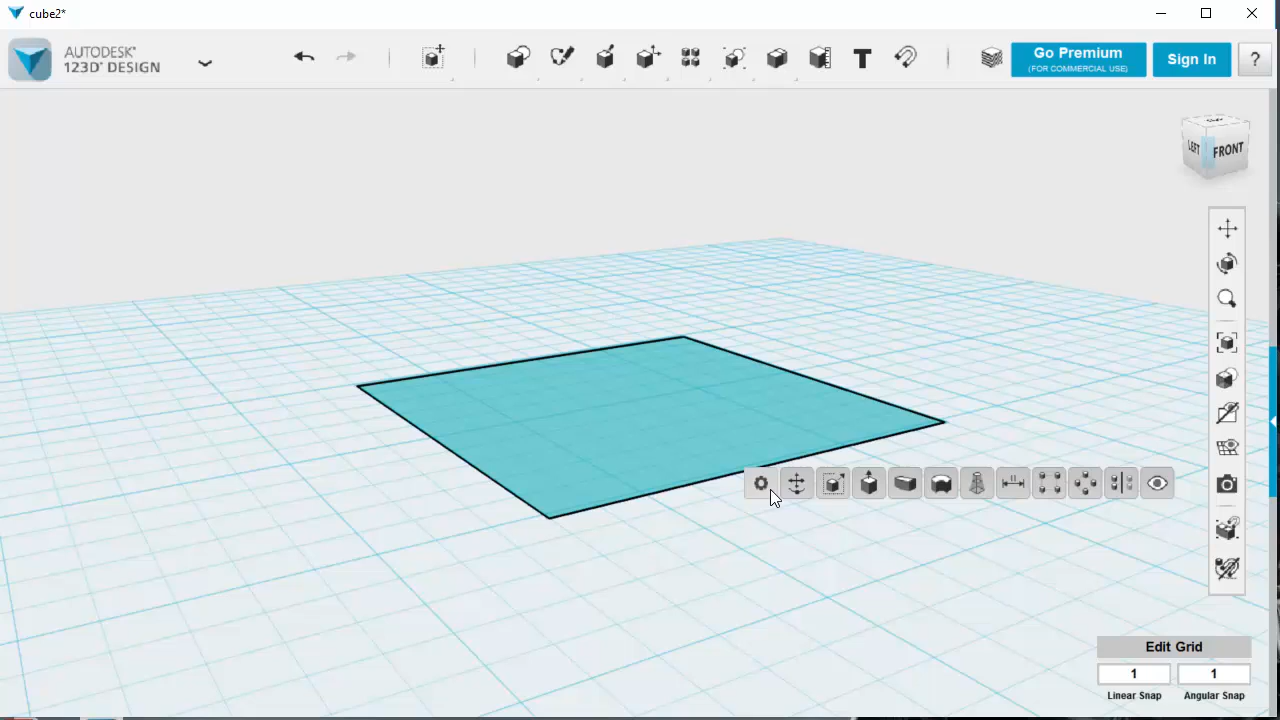 cube2*
AUTODESK®
123D® DESIGN
Go Premium
(FOR COMMERCIAL USE)
Sign In
?
LEFT
FRONT
Edit Grid
1
1
Linear Snap
Angular Snap